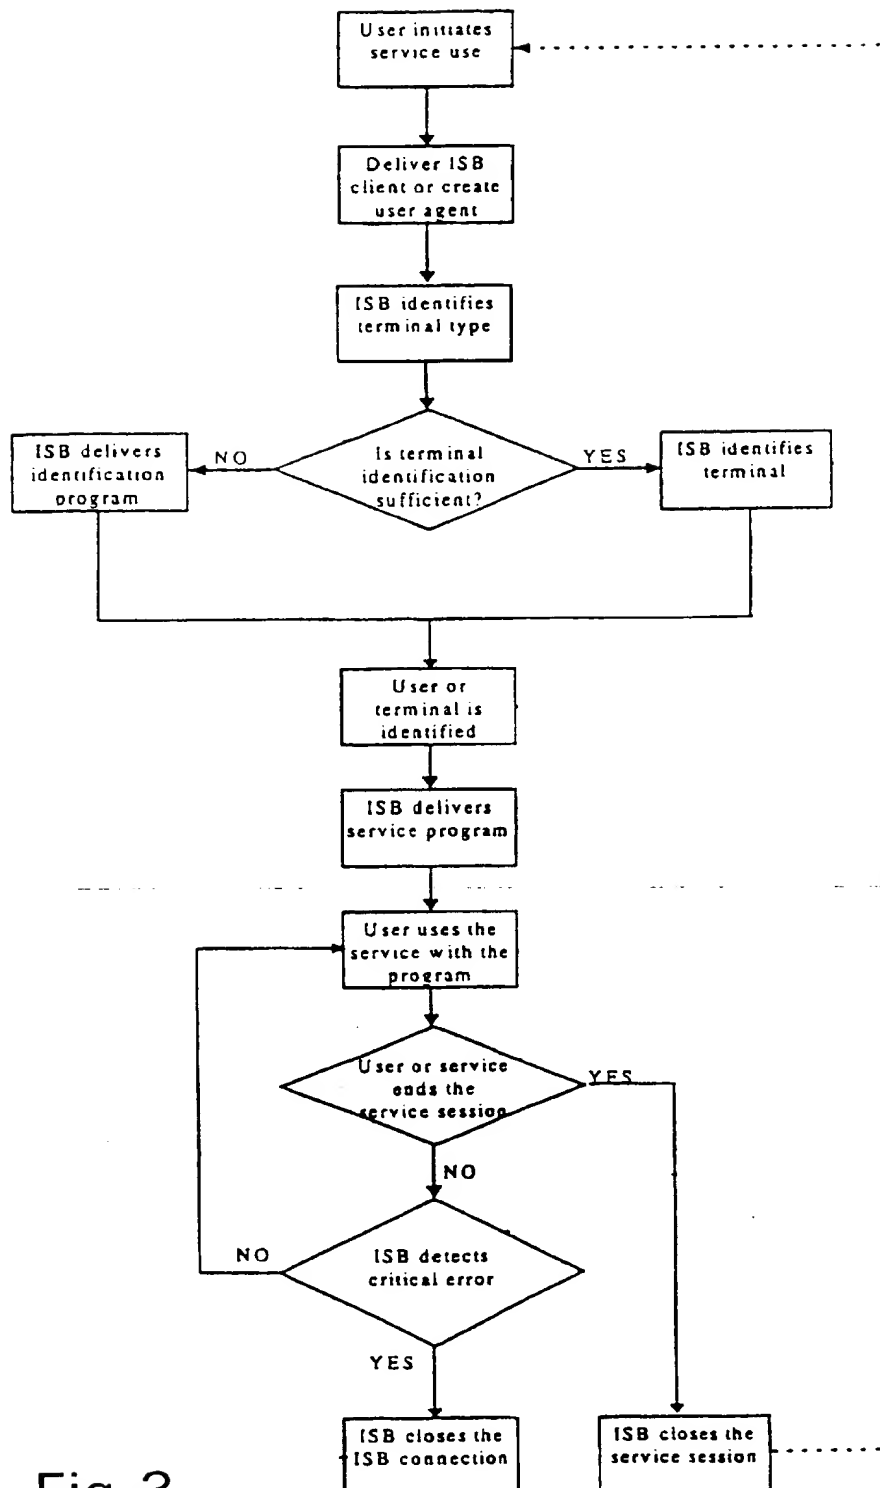 User initiates
service use
Deliver ISB
client or create
user agent
ISB identifies
terminal type
ISB delivers
identification
program
NO
Is terminal
identification
sufficient?
YES
ISB identifies
terminal
User or
terminal is
identified
ISB delivers
service program
User uses the
service with the
program
User or service
ends the
service session
YES
NO
NO
ISB detects
critical error
YES
ISB closes the
ISB connection
ISB closes the
service session
Fig. 3